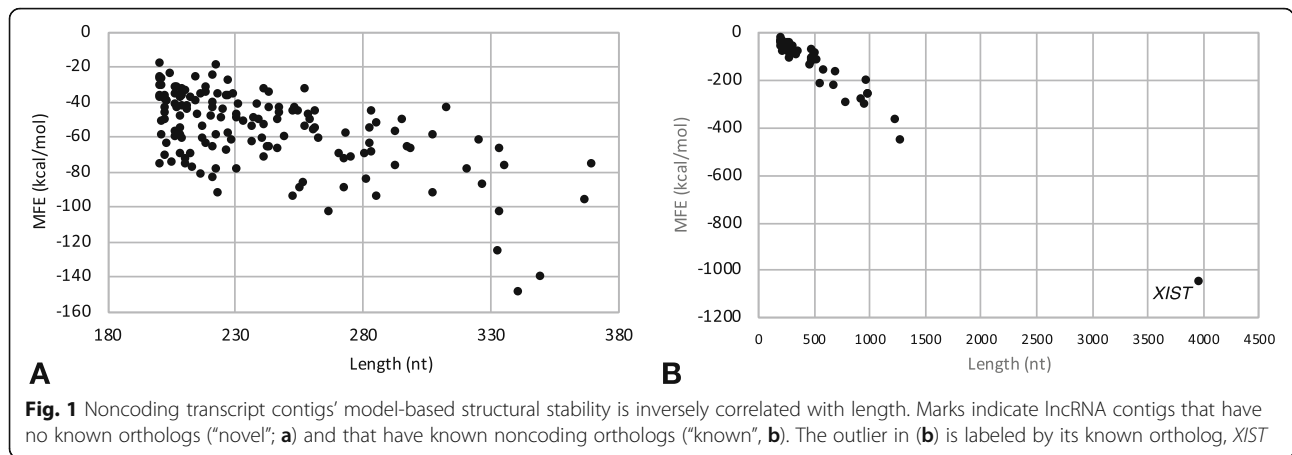 0
-20
-40
-60
-80
-100
-120
-140
-160
MFE (kcal/mol)
180 230 280 330 380
Length (nt)
A
0
-200
-400
-600
-800
-1000
-1200
MFE (kcal/mol)
XIST
0 500 1000 1500 2000 2500 3000 3500 4000 4500
Length (nt)
B
Fig. 1 Noncoding transcript contigs’ model-based structural stability is inversely correlated with length. Marks indicate lncRNA contigs that have
no known orthologs (“novel”; a) and that have known noncoding orthologs (“known”, b). The outlier in (b) is labeled by its known ortholog, XIST